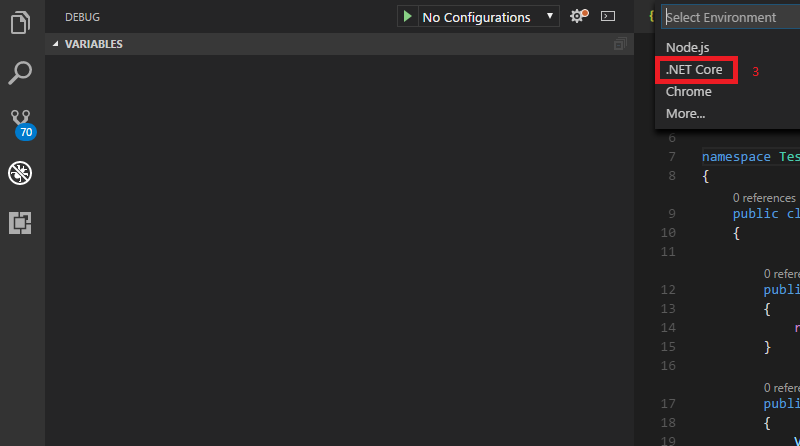 DEBUG
No Configurations
VARIABLES
70
{
Select Environment
Node.js
.NET Core
3
Chrome
More...
6
7 namespace Tes
8 {
0 references
9 public cl
10 {
11
0 refere
12 publi
13 {
14 r
15 }
16
0 refere
17 publi
18 {
19 V